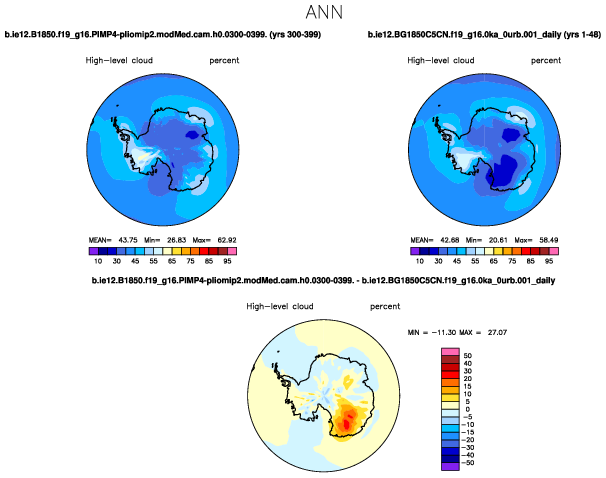 ANN
b.ie12.B1850.f19_g16.PIMP4-pliomip2.modMed.cam.h0.0300-0399. (yrs 300-399)
b.ie12.BG1850C5CN.f19_g16.0ka_0urb.001_daily (yrs 1-48)
High-level cloud percent
High-level cloud percent
MEAN= 43.75 Min= 26.83 Max= 62.92
MEAN= 42.68 Min= 20.61 Max= 58.49
10 30 45 55 65 75 85 95
10 30 45 55 65 75 85 95
b.ie12.B1850.f19_g16.PIMP4-pliomip2.modMed.cam.h0.0300-0399. - b.ie12.BG1850C5CN.f19_g16.0ka_0urb.001_daily
High-level cloud percent
MIN = -11.30 MAX = 27.07
50
40
30
20
15
10
5
0
-5
-10
-15
-20
-30
-40
-50